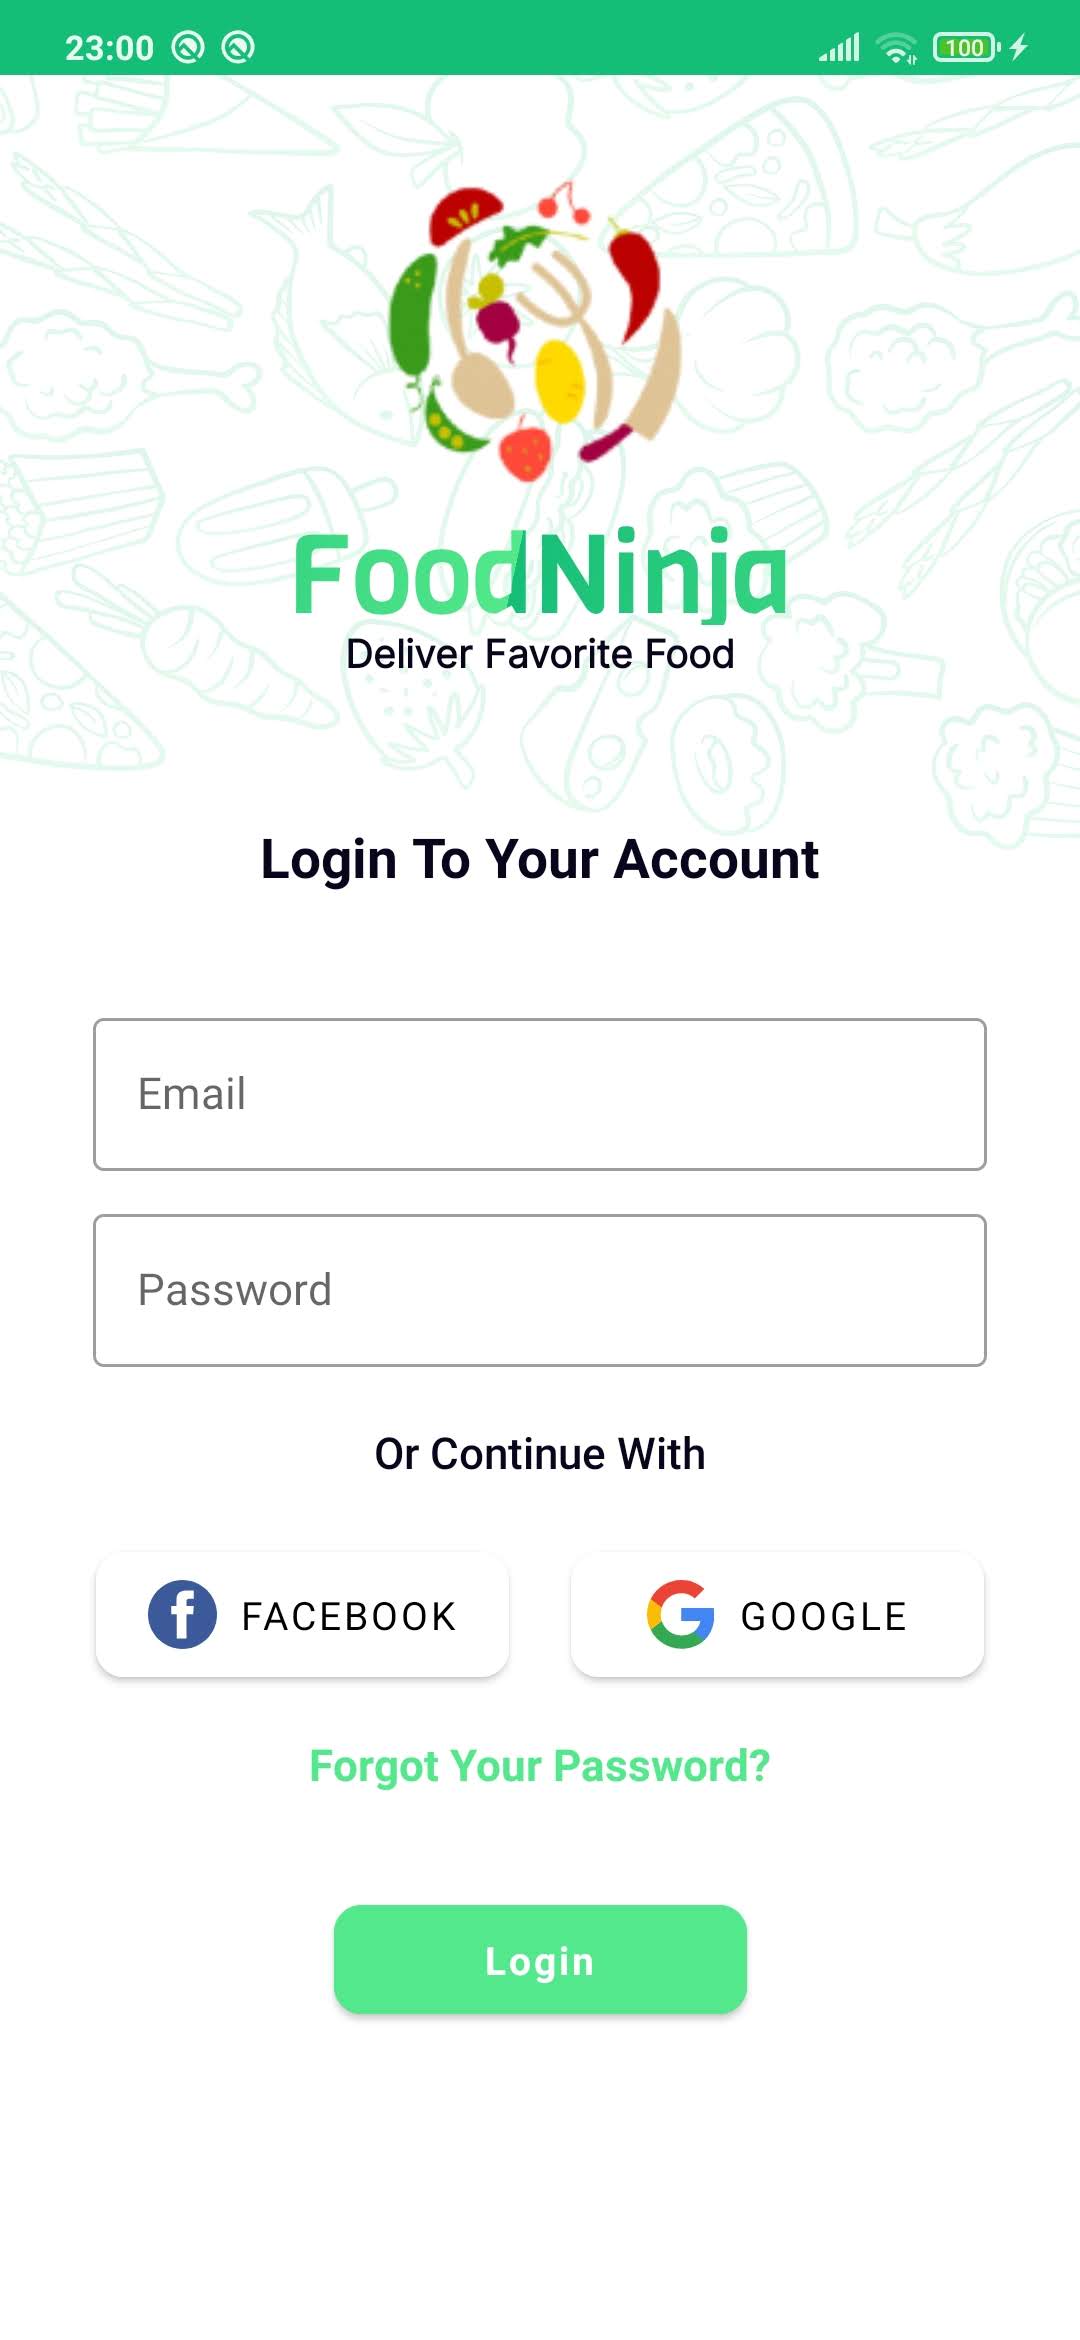 23:00
100
FoodNinja
Deliver Favorite Food
Login To Your Account
Email
Password
Or Continue With
FACEBOOK
GOOGLE
Forgot Your Password?
Login